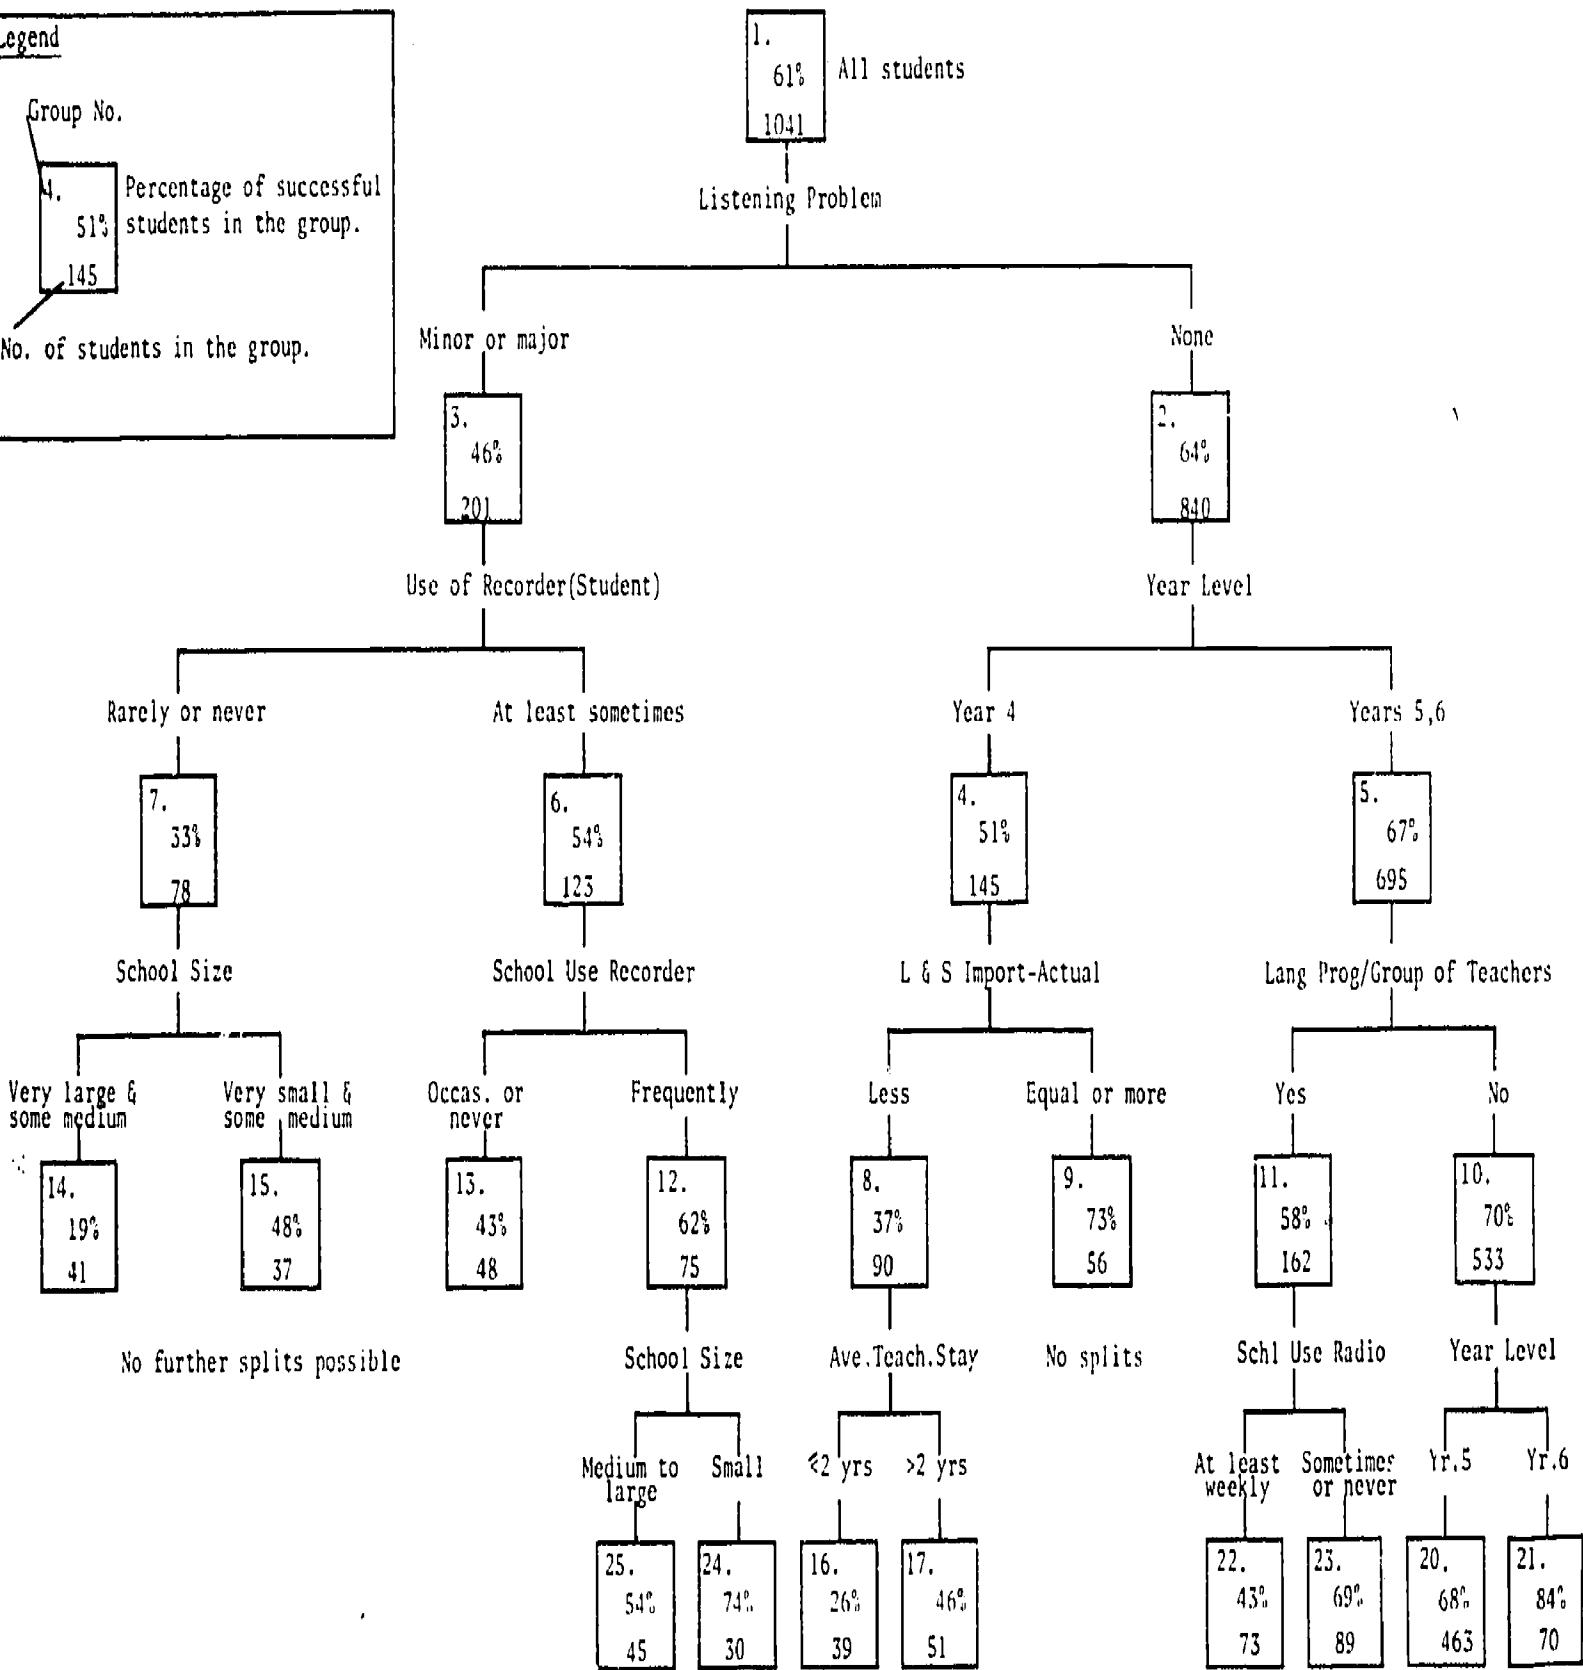 Legend
Group No.
4.
51%
145
Percentage of successful
students in the group.
No. of students in the group.
1.
61%
1041
All students
Listening Problem
Minor or major
None
3.
46%
201
2.
64%
840
Use of Recorder(Student)
Year Level
Rarely or never
At least sometimes
Year 4
Years 5,6
7.
33%
78
6.
54%
123
4.
51%
145
5.
67%
695
School Size
School Use Recorder
L & S Import-Actual
Lang Prog/Group of Teachers
Very large &
some medium
Very small &
some medium
Occas. or
never
Frequently
Less
Equal or more
Yes
No
14.
19%
41
15.
48%
37
13.
43%
48
12.
62%
75
8.
37%
90
9.
73%
56
11.
58%
162
10.
70%
533
No further splits possible
School Size
Ave.Teach.Stay
No splits
Schl Use Radio
Year Level
Medium to
large
Small
≤2 yrs
>2 yrs
At least
weekly
Sometimes
or never
Yr.5
Yr.6
25.
54%
45
24.
74%
30
16.
26%
39
17.
46%
51
22.
43%
73
23.
69%
89
20.
68%
463
21.
84%
70